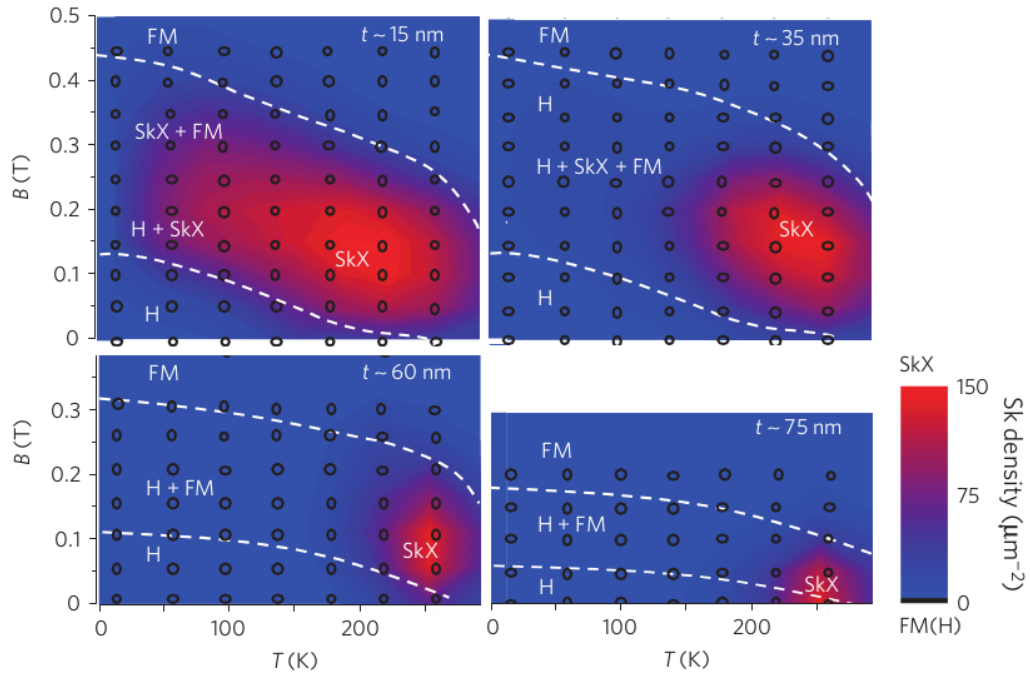 0.5
0.4
0.3
0.2
0.1
0
B (T)
FM
t ~ 15 nm
SkX + FM
H + SkX
SkX
H
FM
t ~ 35 nm
H
H + SkX + FM
SkX
H
0.3
0.2
0.1
0
B (T)
FM
t ~ 60 nm
H + FM
H
SkX
0
100
200
T (K)
FM
t ~ 75 nm
H + FM
H
SkX
0
100
200
T (K)
SkX
150
75
0
Sk density (μm⁻²)
FM(H)